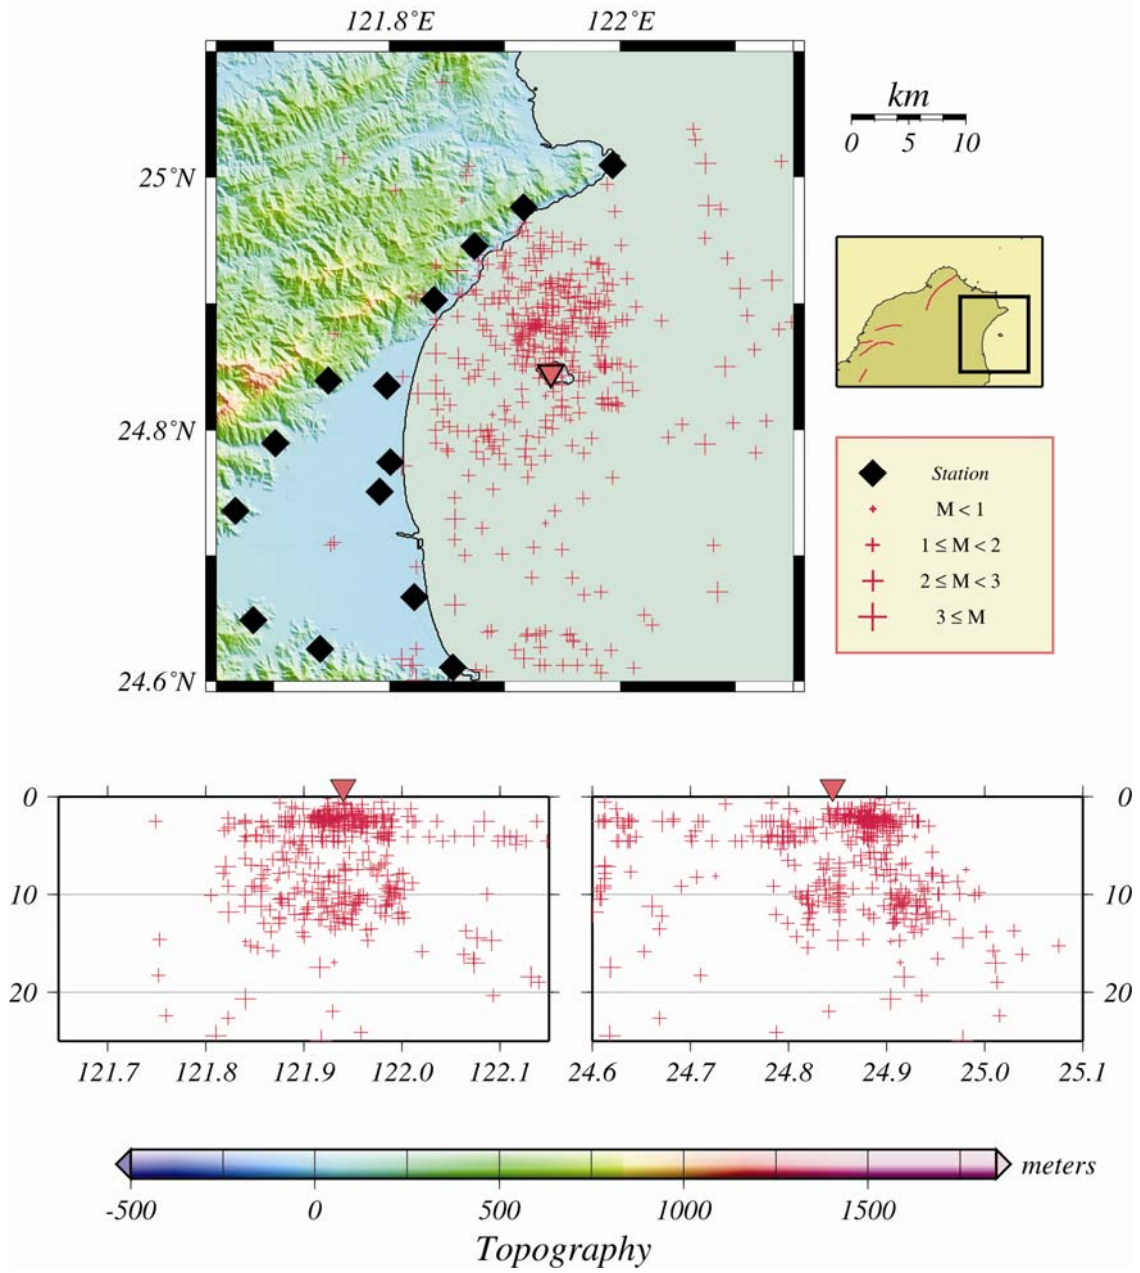 121.8°E 122°E
km
0 5 10
25°N
24.8°N
24.6°N
Station
M < 1
1 ≤ M < 2
2 ≤ M < 3
3 ≤ M
0 0
10 10
20 20
121.7 121.8 121.9 122.0 122.1 24.6 24.7 24.8 24.9 25.0 25.1
meters
-500 0 500 1000 1500
Topography